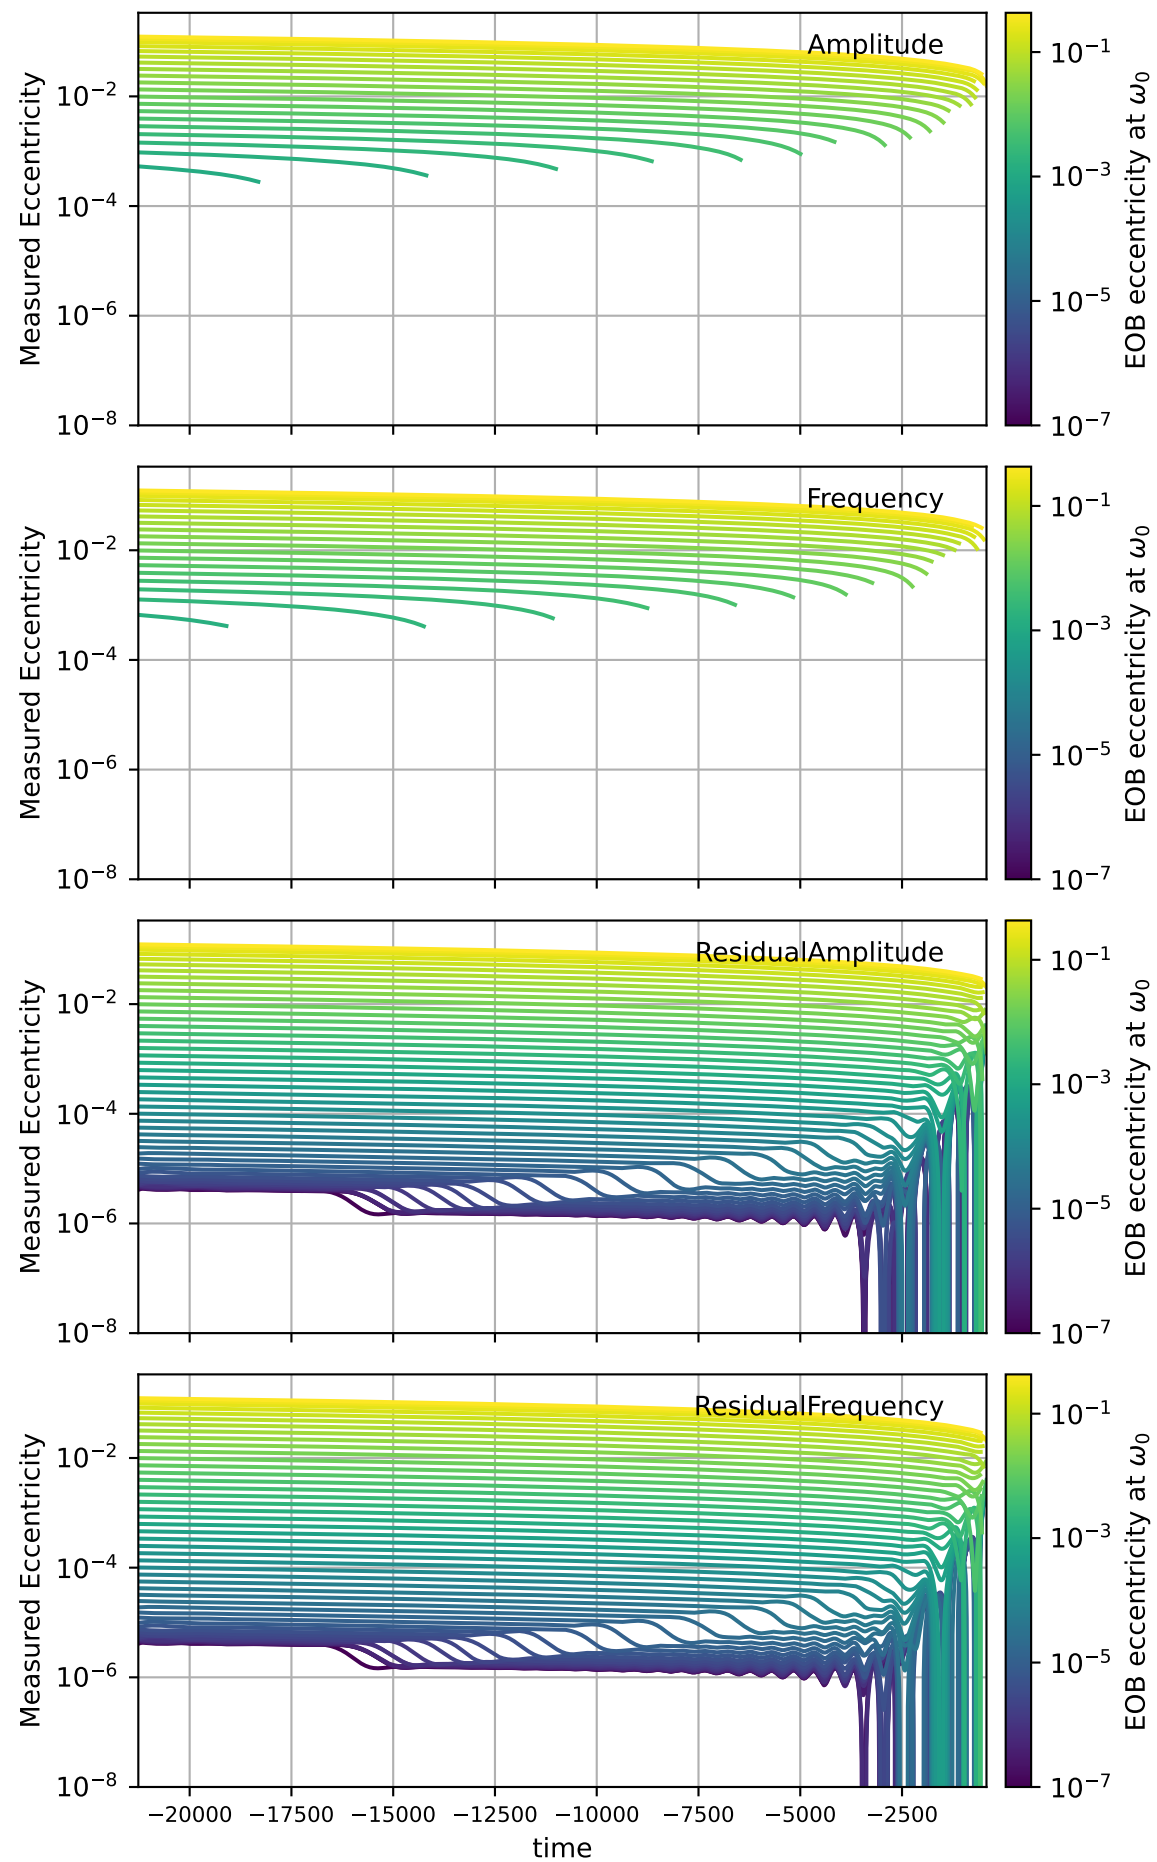 Amplitude
Measured Eccentricity
10⁻²
10⁻⁴
10⁻⁶
10⁻⁸
10⁻¹
10⁻³
10⁻⁵
10⁻⁷
EOB eccentricity at ω₀
Frequency
Measured Eccentricity
10⁻²
10⁻⁴
10⁻⁶
10⁻⁸
10⁻¹
10⁻³
10⁻⁵
10⁻⁷
EOB eccentricity at ω₀
ResidualAmplitude
Measured Eccentricity
10⁻²
10⁻⁴
10⁻�6
10⁻⁸
10⁻¹
10⁻³
10⁻⁵
10⁻⁷
EOB eccentricity at ω₀
ResidualFrequency
Measured Eccentricity
10⁻²
10⁻⁴
10⁻⁶
10⁻⁸
10⁻¹
10⁻³
10⁻⁵
10⁻⁷
EOB eccentricity at ω₀
−20000 −17500 −15000 −12500 −10000 −7500 −5000 −2500
time